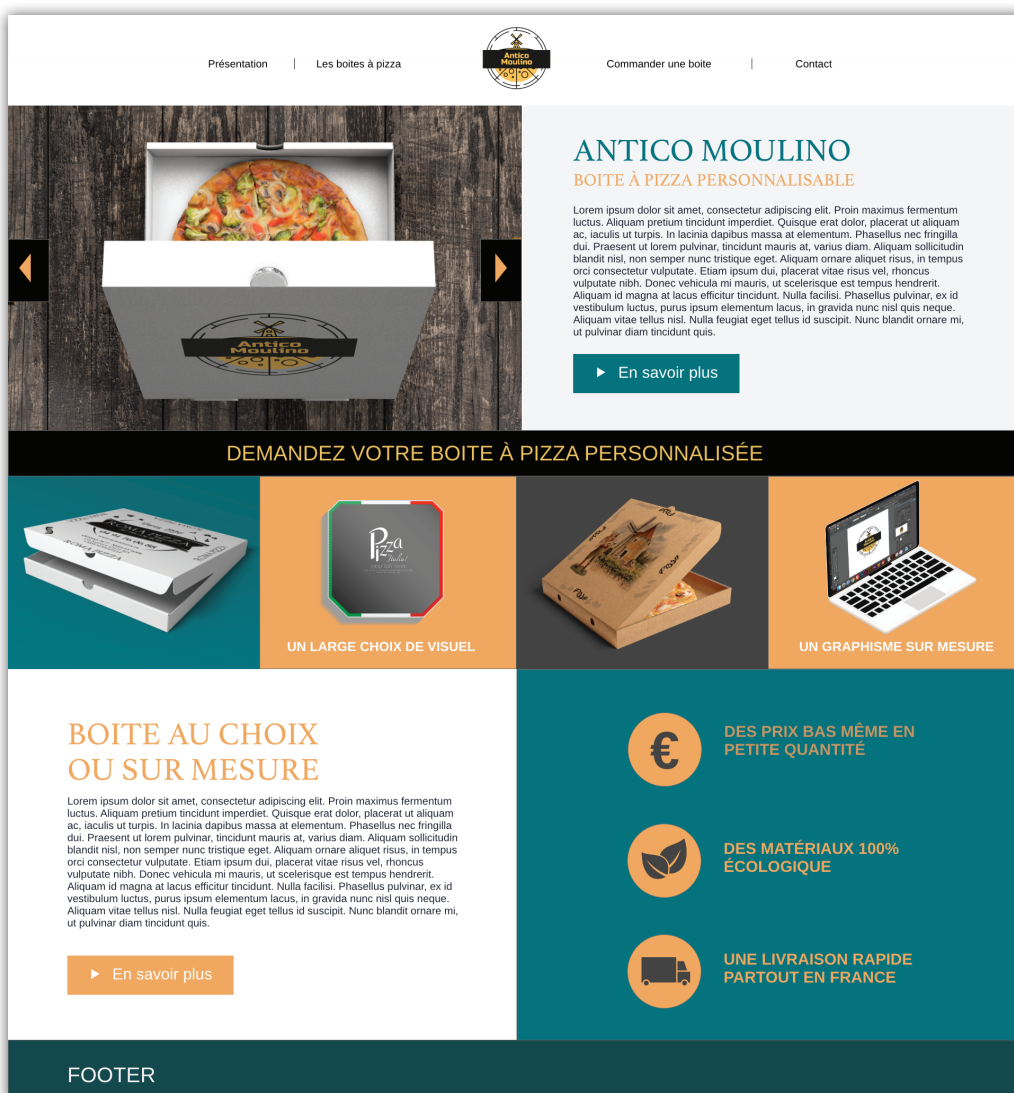 Présentation | Les boites à pizza
Antico
Moulino
Commander une boite | Contact
Antico
Moulino
ANTICO MOULINO
BOITE À PIZZA PERSONNALISABLE
Lorem ipsum dolor sit amet, consectetur adipiscing elit. Proin maximus fermentum
luctus. Aliquam pretium tincidunt imperdiet. Quisque erat dolor, placerat ut aliquam
ac, iaculis ut turpis. In lacinia dapibus massa at elementum. Phasellus nec fringilla
dui. Praesent ut lorem pulvinar, tincidunt mauris at, varius diam. Aliquam sollicitudin
blandit nisl, non semper nunc tristique eget. Aliquam ornare aliquet risus, in tempus
orci consectetur vulputate. Etiam ipsum dui, placerat vitae risus vel, rhoncus
vulputate nibh. Donec vehicula mi mauris, ut scelerisque est tempus hendrerit.
Aliquam id magna at lacus efficitur tincidunt. Nulla facilisi. Phasellus pulvinar, ex id
vestibulum luctus, purus ipsum elementum lacus, in gravida nunc nisl quis neque.
Aliquam vitae tellus nisl. Nulla feugiat eget tellus id suscipit. Nunc blandit ornare mi,
ut pulvinar diam tincidunt quis.
En savoir plus
DEMANDEZ VOTRE BOITE À PIZZA PERSONNALISÉE
ROMA PIZZA
ROMA PIZZA
Pizza
Italia!
UN LARGE CHOIX DE VISUEL
Antico
Moulino
UN GRAPHISME SUR MESURE
BOITE AU CHOIX
OU SUR MESURE
Lorem ipsum dolor sit amet, consectetur adipiscing elit. Proin maximus fermentum
luctus. Aliquam pretium tincidunt imperdiet. Quisque erat dolor, placerat ut aliquam
ac, iaculis ut turpis. In lacinia dapibus massa at elementum. Phasellus nec fringilla
dui. Praesent ut lorem pulvinar, tincidunt mauris at, varius diam. Aliquam sollicitudin
blandit nisl, non semper nunc tristique eget. Aliquam ornare aliquet risus, in tempus
orci consectetur vulputate. Etiam ipsum dui, placerat vitae risus vel, rhoncus
vulputate nibh. Donec vehicula mi mauris, ut scelerisque est tempus hendrerit.
Aliquam id magna at lacus efficitur tincidunt. Nulla facilisi. Phasellus pulvinar, ex id
vestibulum luctus, purus ipsum elementum lacus, in gravida nunc nisl quis neque.
Aliquam vitae tellus nisl. Nulla feugiat eget tellus id suscipit. Nunc blandit ornare mi,
ut pulvinar diam tincidunt quis.
En savoir plus
€
DES PRIX BAS MÊME EN
PETITE QUANTITÉ
DES MATÉRIAUX 100%
ÉCOLOGIQUE
UNE LIVRAISON RAPIDE
PARTOUT EN FRANCE
FOOTER